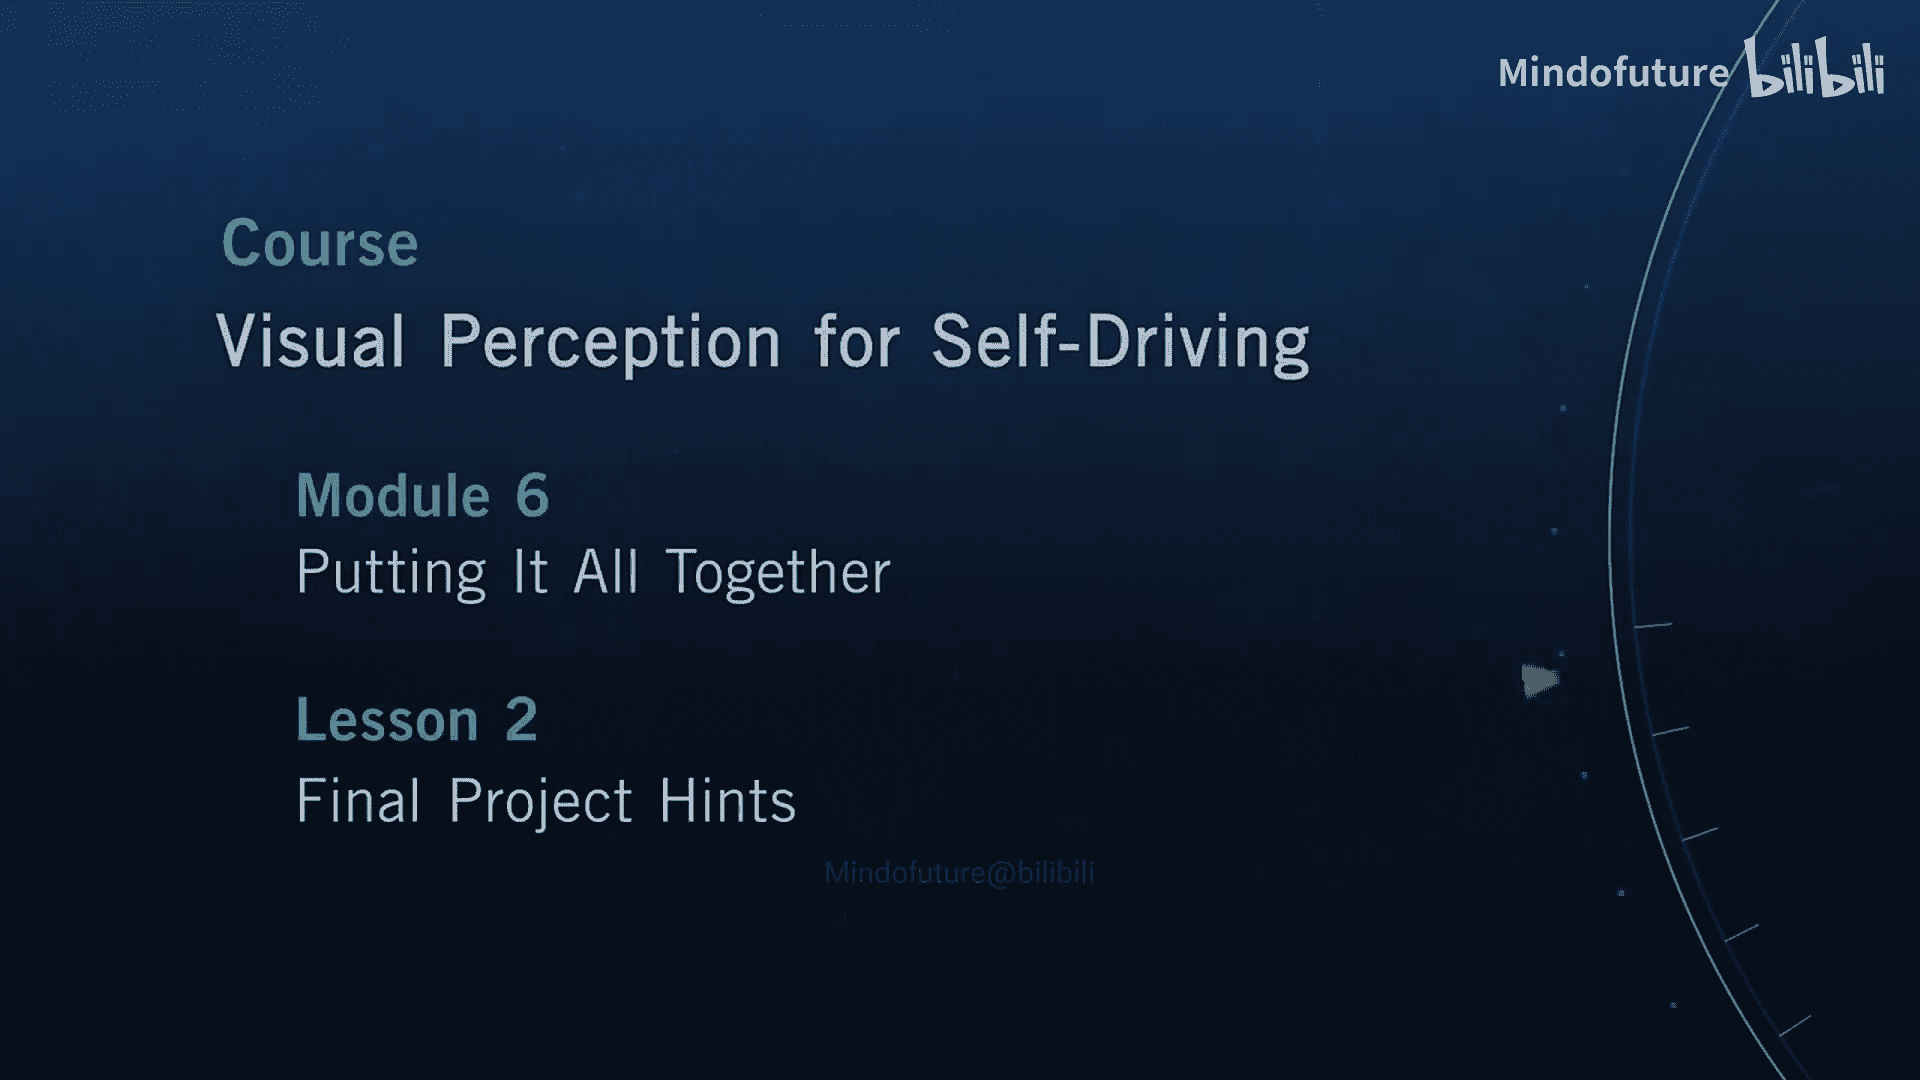 Mindofuture bilibili
Course
Visual Perception for Self-Driving
Module 6
Putting It All Together
Lesson 2
Final Project Hints
Mindofuture@bilibili